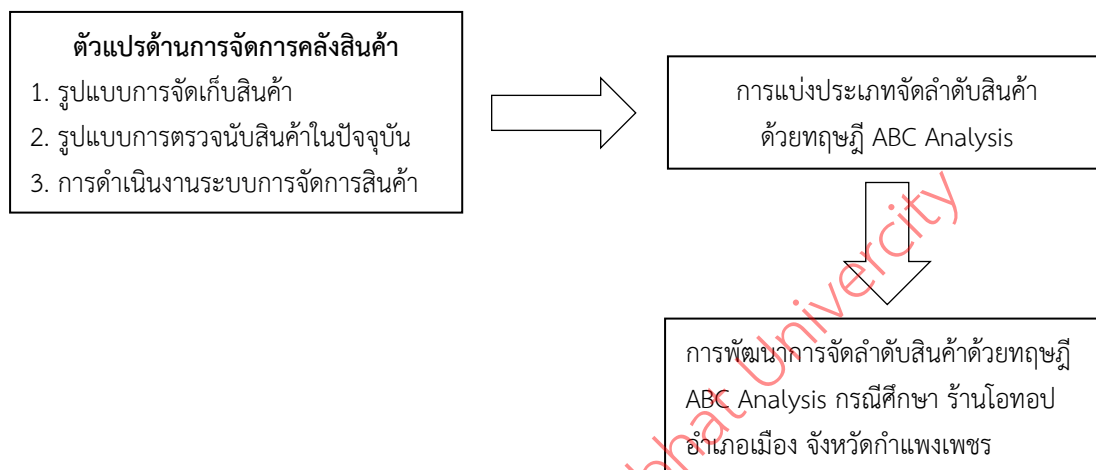 ตัวแปรด้านการจัดการคลังสินค้า
1. รูปแบบการจัดเก็บสินค้า
2. รูปแบบการตรวจนับสินค้าในปัจจุบัน
3. การดำเนินงานระบบการจัดการสินค้า
การแบ่งประเภทจัดลำดับสินค้า
ด้วยทฤษฎี ABC Analysis
การพัฒนาการจัดลำดับสินค้าด้วยทฤษฎี
ABC Analysis กรณีศึกษา ร้านโอทอป
อำเภอเมือง จังหวัดกำแพงเพชร
bhat Univercity